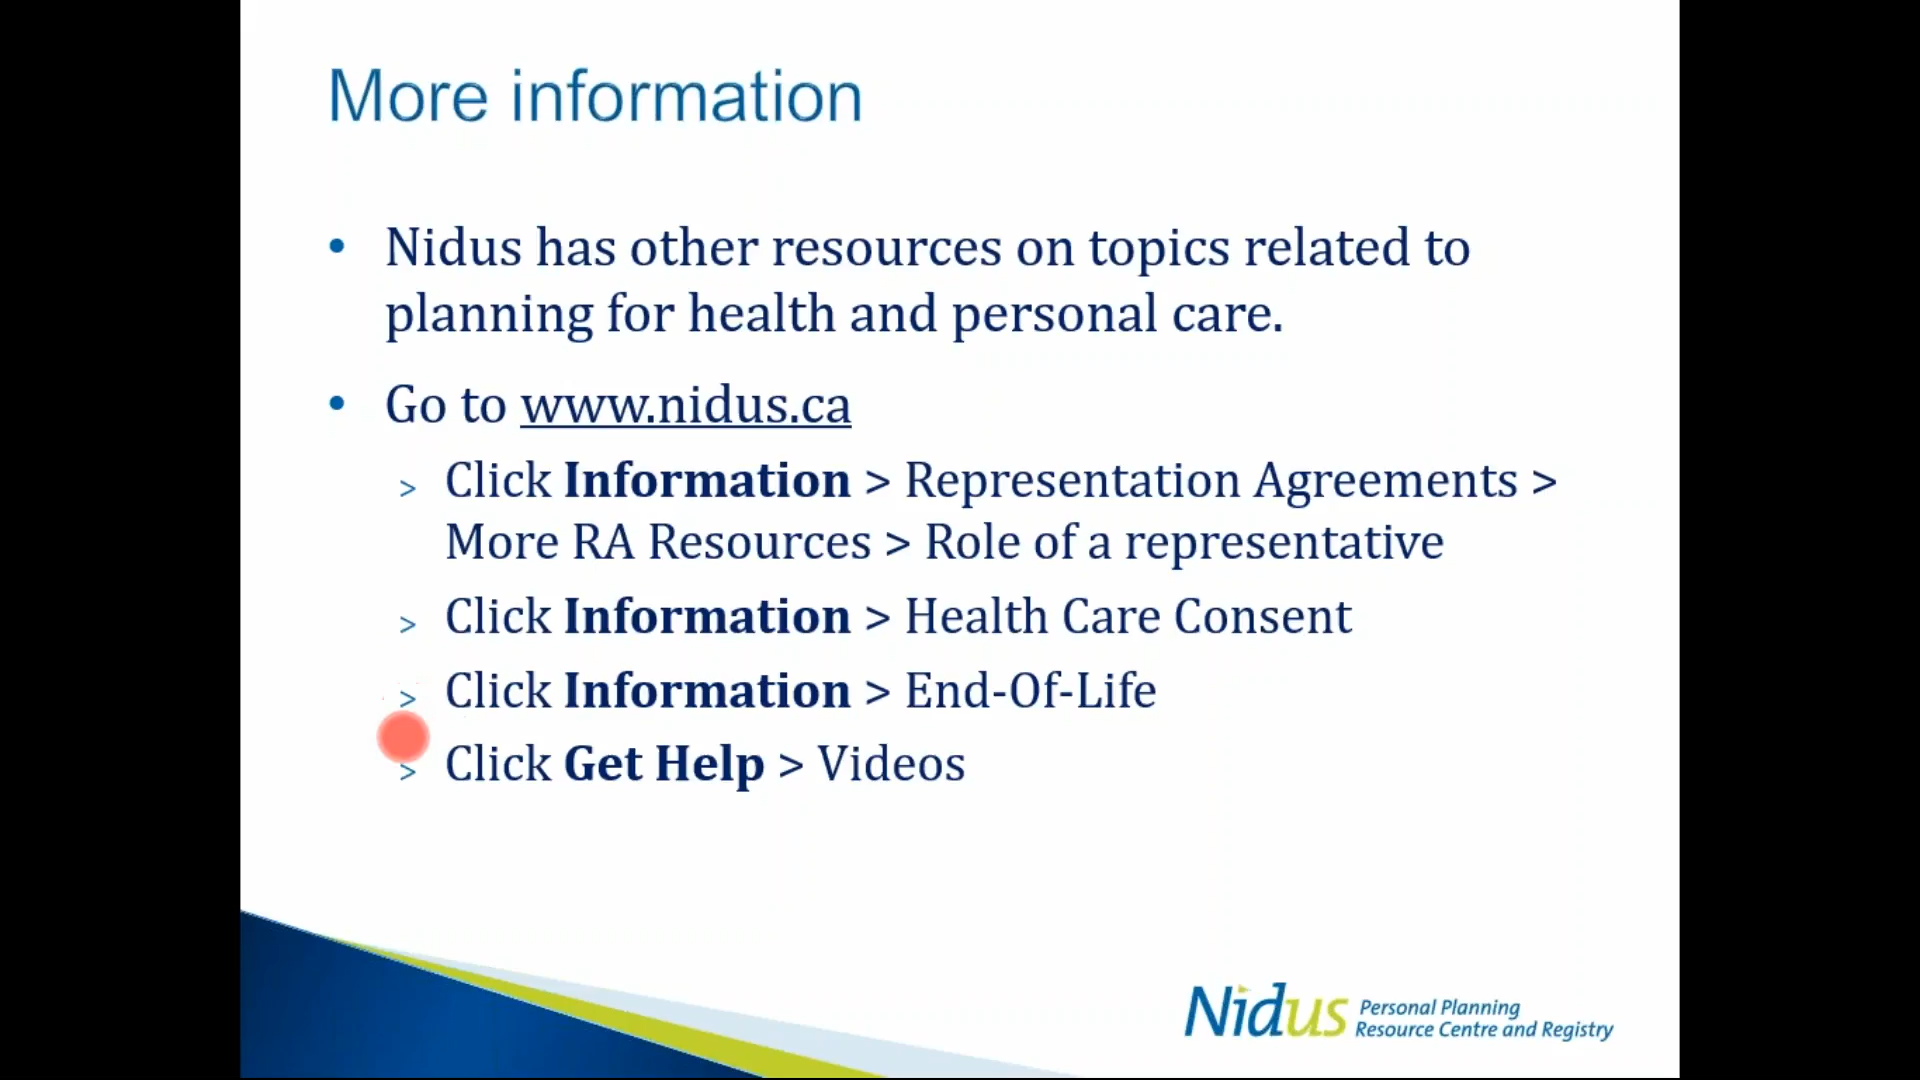 More information
• Nidus has other resources on topics related to
planning for health and personal care.
• Go to www.nidus.ca
> Click Information > Representation Agreements >
More RA Resources > Role of a representative
> Click Information > Health Care Consent
> Click Information > End-Of-Life
> Click Get Help > Videos
Nidus Personal Planning
Resource Centre and Registry